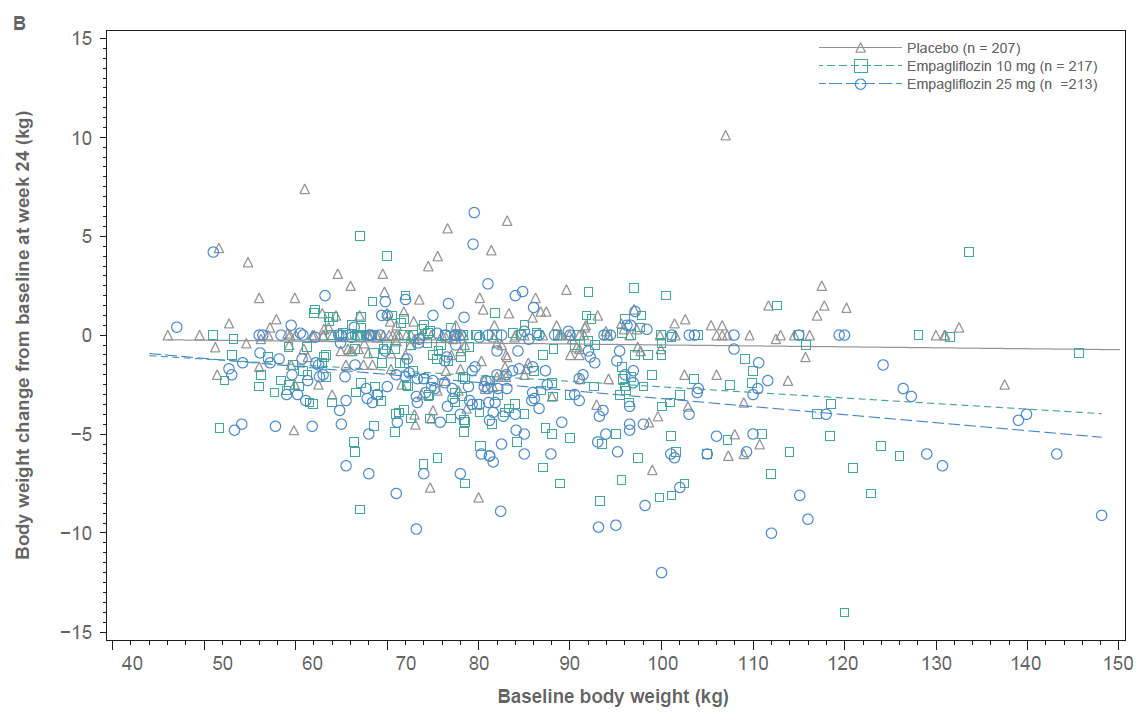 B
15
10
5
0
−5
−10
−15
Body weight change from baseline at week 24 (kg)
Placebo (n = 207)
Empagliflozin 10 mg (n = 217)
Empagliflozin 25 mg (n =213)
40 50 60 70 80 90 100 110 120 130 140 150
Baseline body weight (kg)